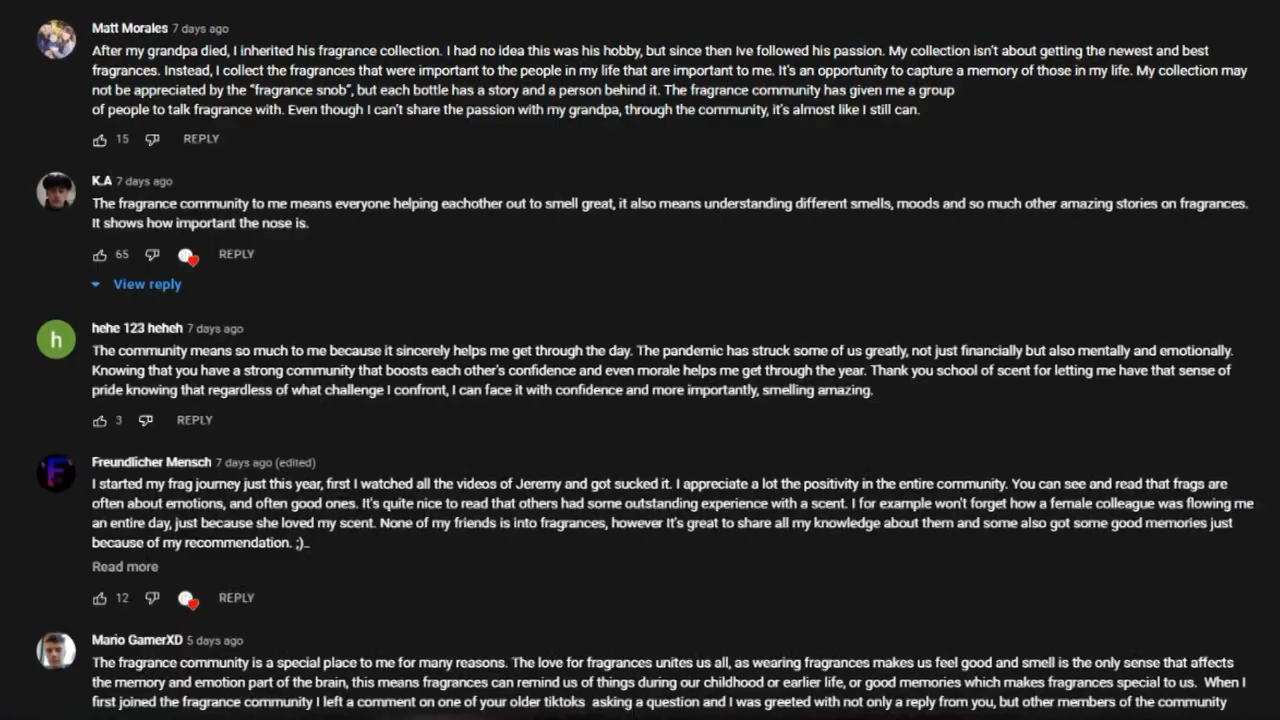 Matt Morales 7 days ago
After my grandpa died, I inherited his fragrance collection. I had no idea this was his hobby, but since then Ive followed his passion. My collection isn't about getting the newest and best
fragrances. Instead, I collect the fragrances that were important to the people in my life that are important to me. It's an opportunity to capture a memory of those in my life. My collection may
not be appreciated by the "fragrance snob", but each bottle has a story and a person behind it. The fragrance community has given me a group
of people to talk fragrance with. Even though I can't share the passion with my grandpa, through the community, it's almost like I still can.
15 REPLY
K.A 7 days ago
The fragrance community to me means everyone helping eachother out to smell great, it also means understanding different smells, moods and so much other amazing stories on fragrances.
It shows how important the nose is.
65 REPLY
View reply
h
hehe 123 heheh 7 days ago
The community means so much to me because it sincerely helps me get through the day. The pandemic has struck some of us greatly, not just financially but also mentally and emotionally.
Knowing that you have a strong community that boosts each other's confidence and even morale helps me get through the year. Thank you school of scent for letting me have that sense of
pride knowing that regardless of what challenge I confront, I can face it with confidence and more importantly, smelling amazing.
3 REPLY
F
Freundlicher Mensch 7 days ago (edited)
I started my frag journey just this year, first I watched all the videos of Jeremy and got sucked it. I appreciate a lot the positivity in the entire community. You can see and read that frags are
often about emotions, and often good ones. It's quite nice to read that others had some outstanding experience with a scent. I for example won't forget how a female colleague was flowing me
an entire day, just because she loved my scent. None of my friends is into fragrances, however It's great to share all my knowledge about them and some also got some good memories just
because of my recommendation. ;)_
Read more
12 REPLY
Mario GamerXD 5 days ago
The fragrance community is a special place to me for many reasons. The love for fragrances unites us all, as wearing fragrances makes us feel good and smell is the only sense that affects
the memory and emotion part of the brain, this means fragrances can remind us of things during our childhood or earlier life, or good memories which makes fragrances special to us. When I
first joined the fragrance community I left a comment on one of your older tiktoks asking a question and I was greeted with not only a reply from you, but other members of the community